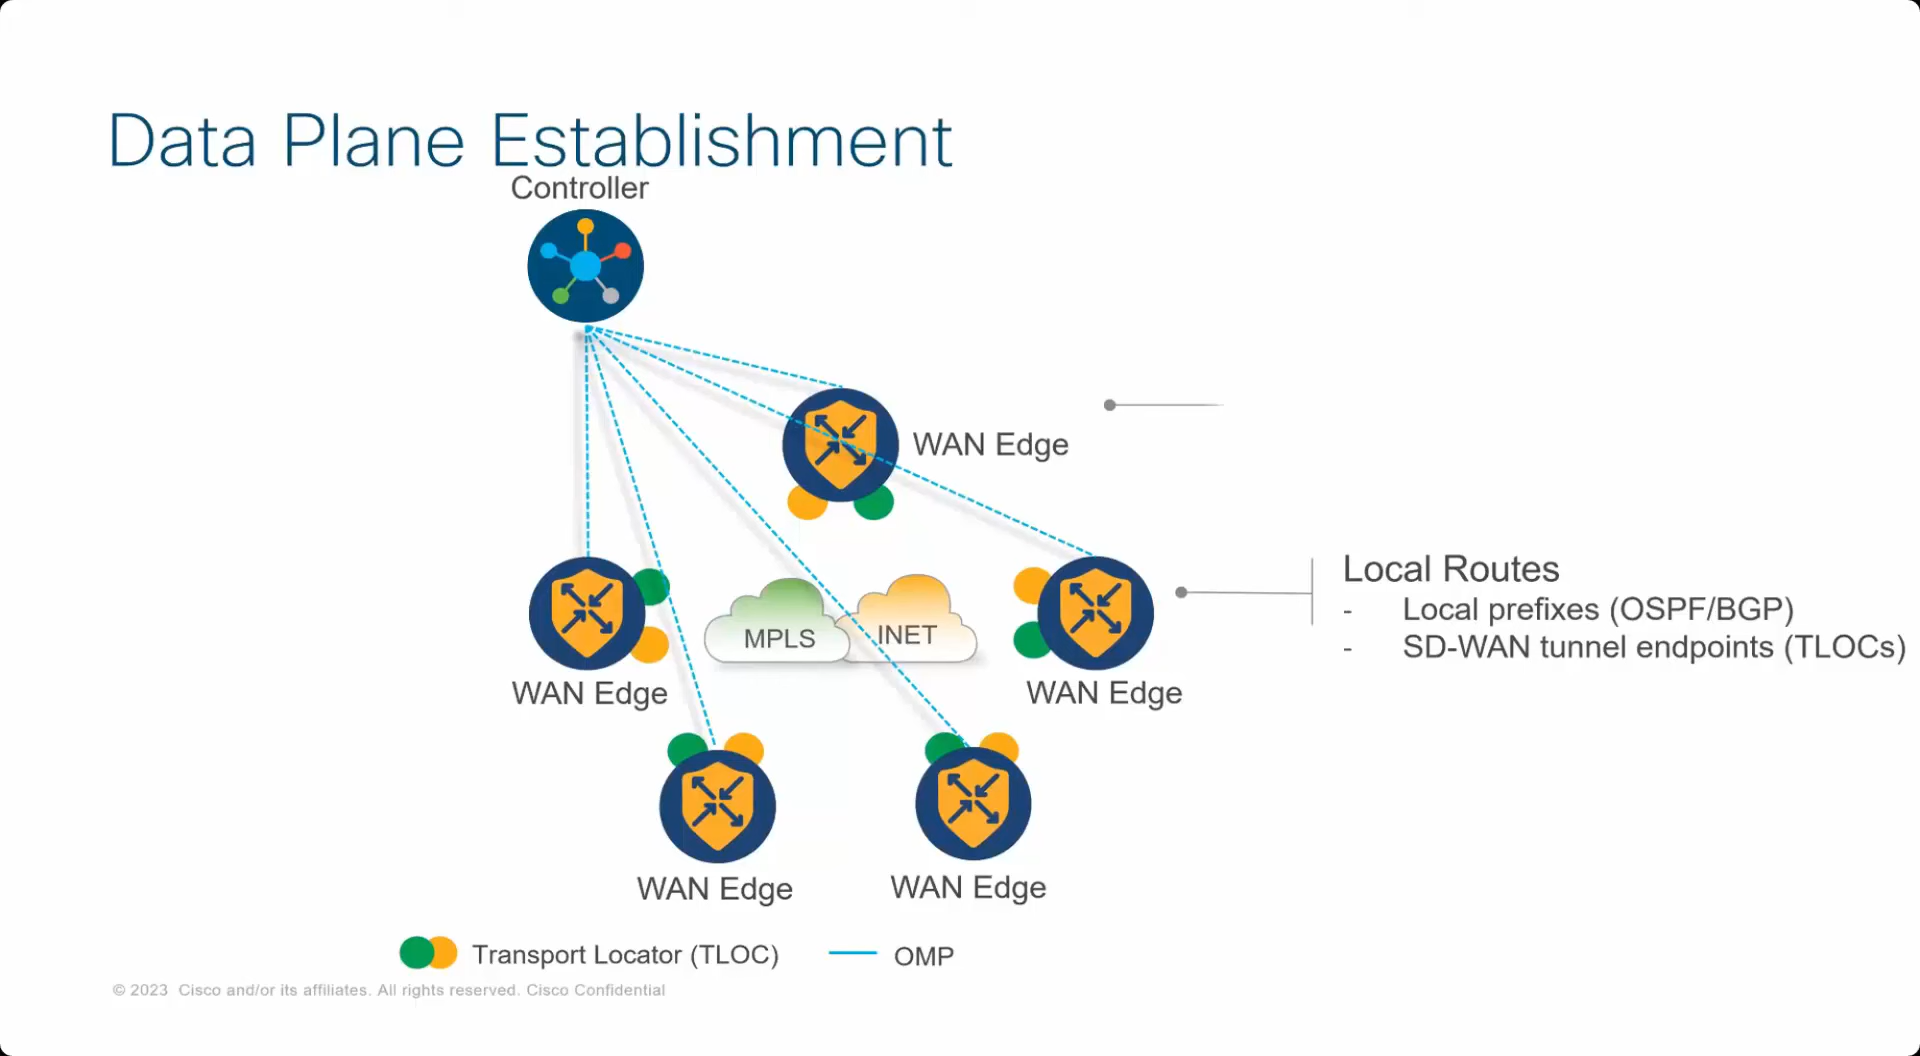 Data Plane Establishment
Controller
WAN Edge
Local Routes
- Local prefixes (OSPF/BGP)
- SD-WAN tunnel endpoints (TLOCs)
MPLS
INET
WAN Edge
WAN Edge
WAN Edge
WAN Edge
Transport Locator (TLOC)
OMP
© 2023 Cisco and/or its affiliates. All rights reserved. Cisco Confidential